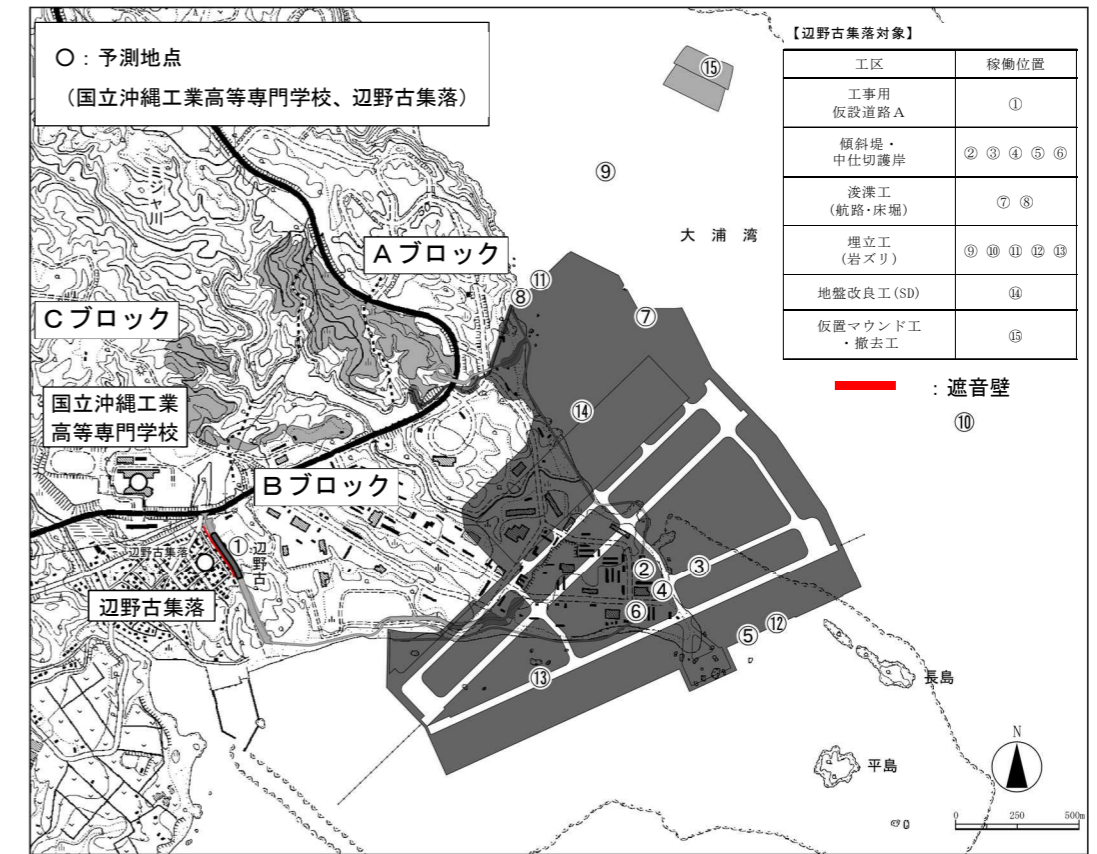 ○：予測地点
（国立沖縄工業高等専門学校、辺野古集落）
【辺野古集落対象】
工区 稼働位置
工事用
仮設道路A
①
傾斜堤・
中仕切護岸
② ③ ④ ⑤ ⑥
浚渫工
(航路・床堀)
⑦ ⑧
埋立工
(岩ズリ)
⑨ ⑩ ⑪ ⑫ ⑬
地盤改良工(SD) ⑭
仮置マウンド工
・撤去工
⑮
：遮音壁
⑮
⑨
大浦湾
ミジャ川
50
Aブロック
⑪
⑧
⑦
Cブロック
国立沖縄工業
高等専門学校
⑭
⑩
Bブロック
①
辺野古
辺野古集落
辺野古集落
②
③
④
⑥
⑤
⑫
⑬
長島
平島
N
0 250 500m